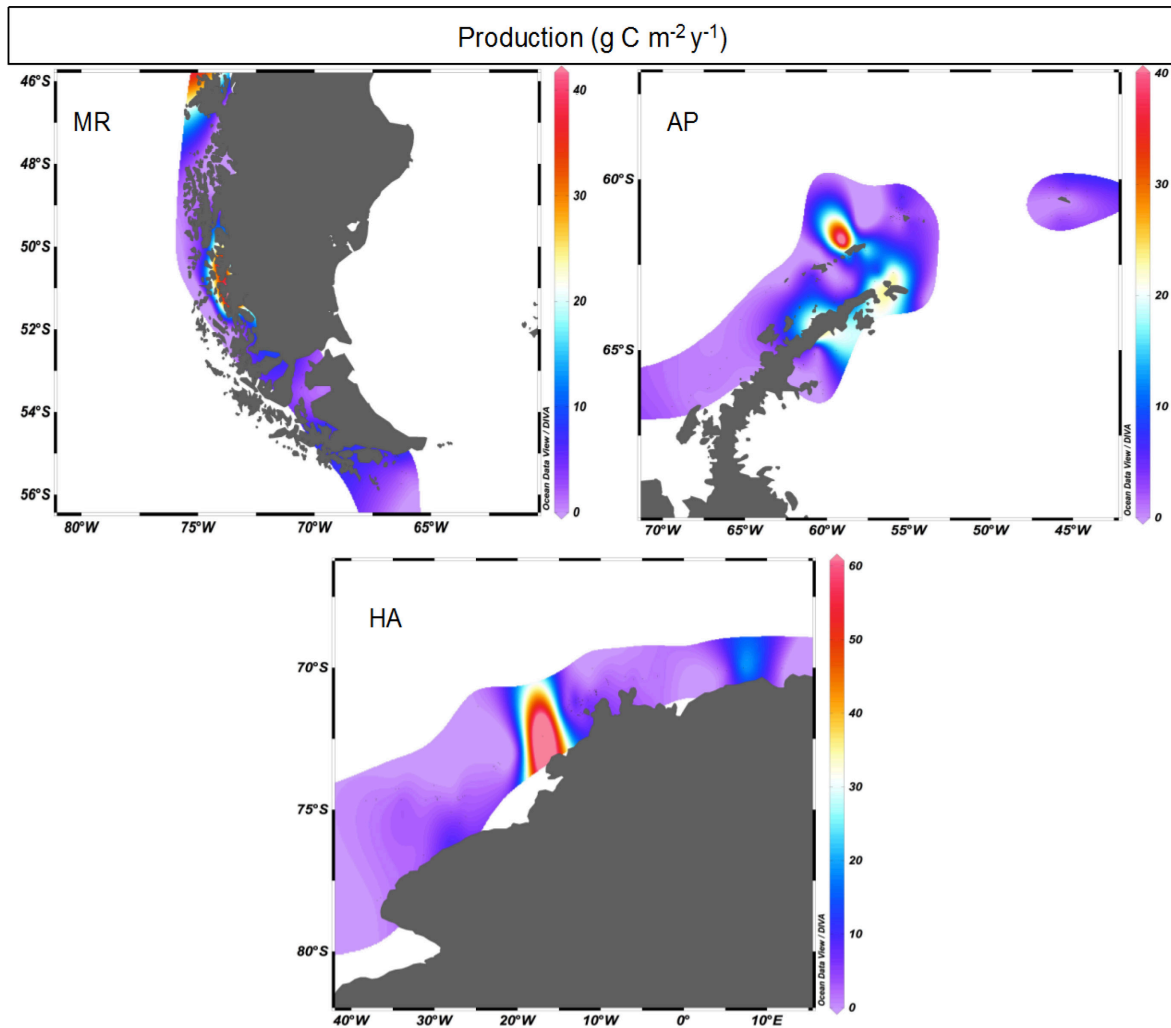 Production (g C m⁻² y⁻¹)
MR
46°S
48°S
50°S
52°S
54°S
56°S
80°W
75°W
70°W
65°W
40
30
20
10
0
Ocean Data View / DIVA
AP
60°S
65°S
70°W
65°W
60°W
55°W
50°W
45°W
40
30
20
10
0
Ocean Data View / DIVA
HA
70°S
75°S
80°S
40°W
30°W
20°W
10°W
0°
10°E
60
50
40
30
20
10
0
Ocean Data View / DIVA